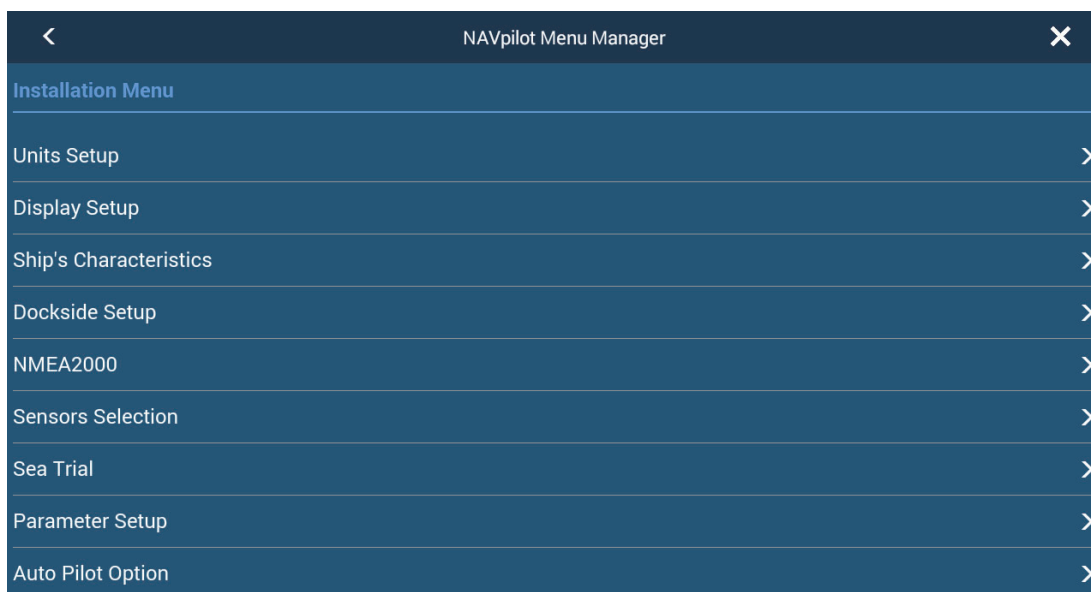 NAVpilot Menu Manager
Installation Menu
Units Setup
Display Setup
Ship's Characteristics
Dockside Setup
NMEA2000
Sensors Selection
Sea Trial
Parameter Setup
Auto Pilot Option